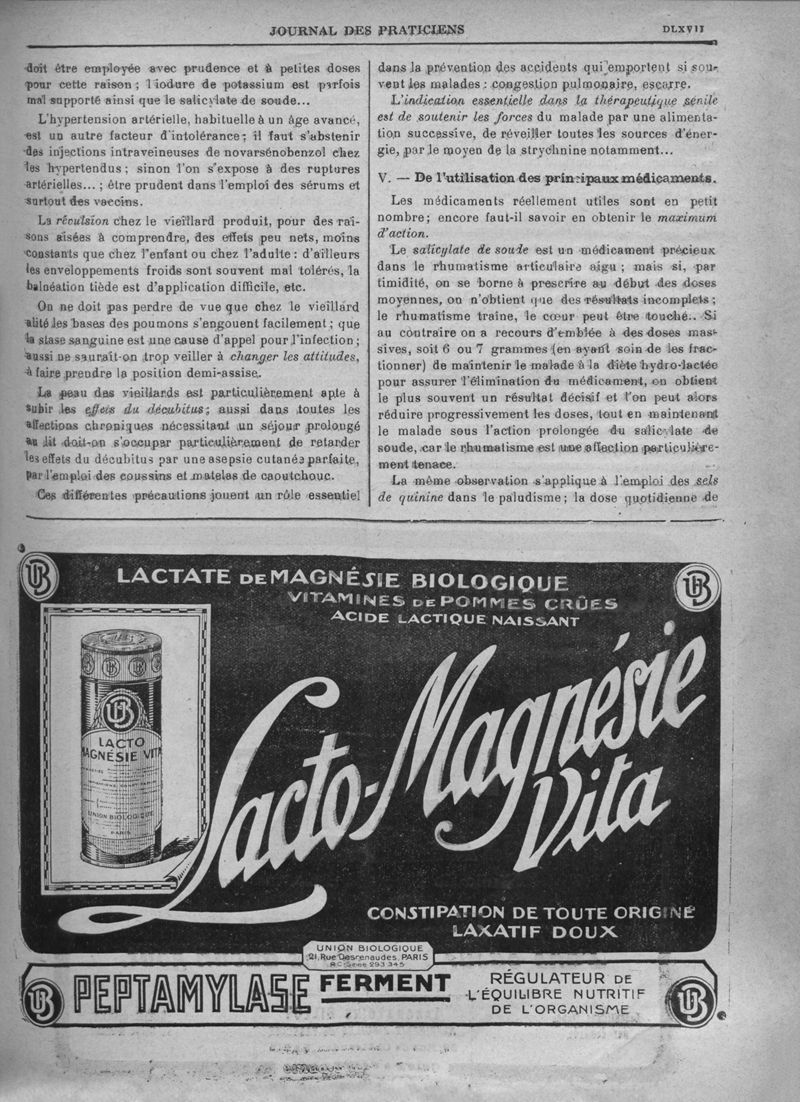 JOURNAL DES PRATICIENS
DLXVII
doit être employée avec prudence et à petites doses
pour cette raison ; l'iodure de potassium est parfois
mal supporté ainsi que le salicylate de soude...
L'hypertension artérielle, habituelle à un âge avancé,
est un autre facteur d'intolérance ; il faut s'abstenir
des injections intraveineuses de novarsénobenzol chez
les hypertendus ; sinon l'on s'expose à des ruptures
artérielles... ; être prudent dans l'emploi des sérums et
surtout des vaccins.
La révulsion chez le vieillard produit, pour des rai-
sons aisées à comprendre, des effets peu nets, moins
constants que chez l'enfant ou chez l'adulte : d'ailleurs
les enveloppements froids sont souvent mal tolérés, la
balnéation tiède est d'application difficile, etc.
On ne doit pas perdre de vue que chez le vieillard
alité les bases des poumons s'engouent facilement ; que
la stase sanguine est une cause d'appel pour l'infection ;
aussi ne saurait-on trop veiller à changer les attitudes,
à faire prendre la position demi-assise.
La peau des vieillards est particulièrement apte à
subir les effets du décubitus ; aussi dans toutes les
affections chroniques nécessitant un séjour prolongé
au lit doit-on s'occuper particulièrement de retarder
les effets du décubitus par une asepsie cutanée parfaite,
par l'emploi des coussins et matelas de caoutchouc.
Ces différentes précautions jouent un rôle essentiel
dans la prévention des accidents qui emportent si sou-
vent les malades : congestion pulmonaire, escarre.
L'indication essentielle dans la thérapeutique sénile
est de soutenir les forces du malade par une alimenta-
tion successive, de réveiller toutes les sources d'éner-
gie, par le moyen de la strychnine notamment...
V. — De l'utilisation des principaux médicaments.
Les médicaments réellement utiles sont en petit
nombre ; encore faut-il savoir en obtenir le maximum
d'action.
Le salicylate de soude est un médicament précieux
dans le rhumatisme articulaire aigu ; mais si, par
timidité, on se borne à prescrire au début des doses
moyennes, on n'obtient que des résultats incomplets ;
le rhumatisme traîne, le cœur peut être touché.. Si
au contraire on a recours d'emblée à des doses mas-
sives, soit 6 ou 7 grammes (en ayant soin de les frac-
tionner) de maintenir le malade à la diète hydro-lactée
pour assurer l'élimination du médicament, on obtient
le plus souvent un résultat décisif et l'on peut alors
réduire progressivement les doses, tout en maintenant
le malade sous l'action prolongée du salicylate de
soude, car le rhumatisme est une affection particulière-
ment tenace.
La même observation s'applique à l'emploi des sels
de quinine dans le paludisme ; la dose quotidienne de
UB
UB
LACTATE DE MAGNÉSIE BIOLOGIQUE
VITAMINES DE POMMES CRÛES
ACIDE LACTIQUE NAISSANT
UB
LACTO
MAGNÉSIE VITA
UNION BIOLOGIQUE
PARIS
Lacto-Magnésie
Vita
CONSTIPATION DE TOUTE ORIGINE
LAXATIF DOUX
UNION BIOLOGIQUE
21, Rue Desrenaudes, PARIS
R.C. Seine 293 345
UB
PEPTAMYLASE FERMENT
RÉGULATEUR DE
L'ÉQUILIBRE NUTRITIF
DE L'ORGANISME
UB